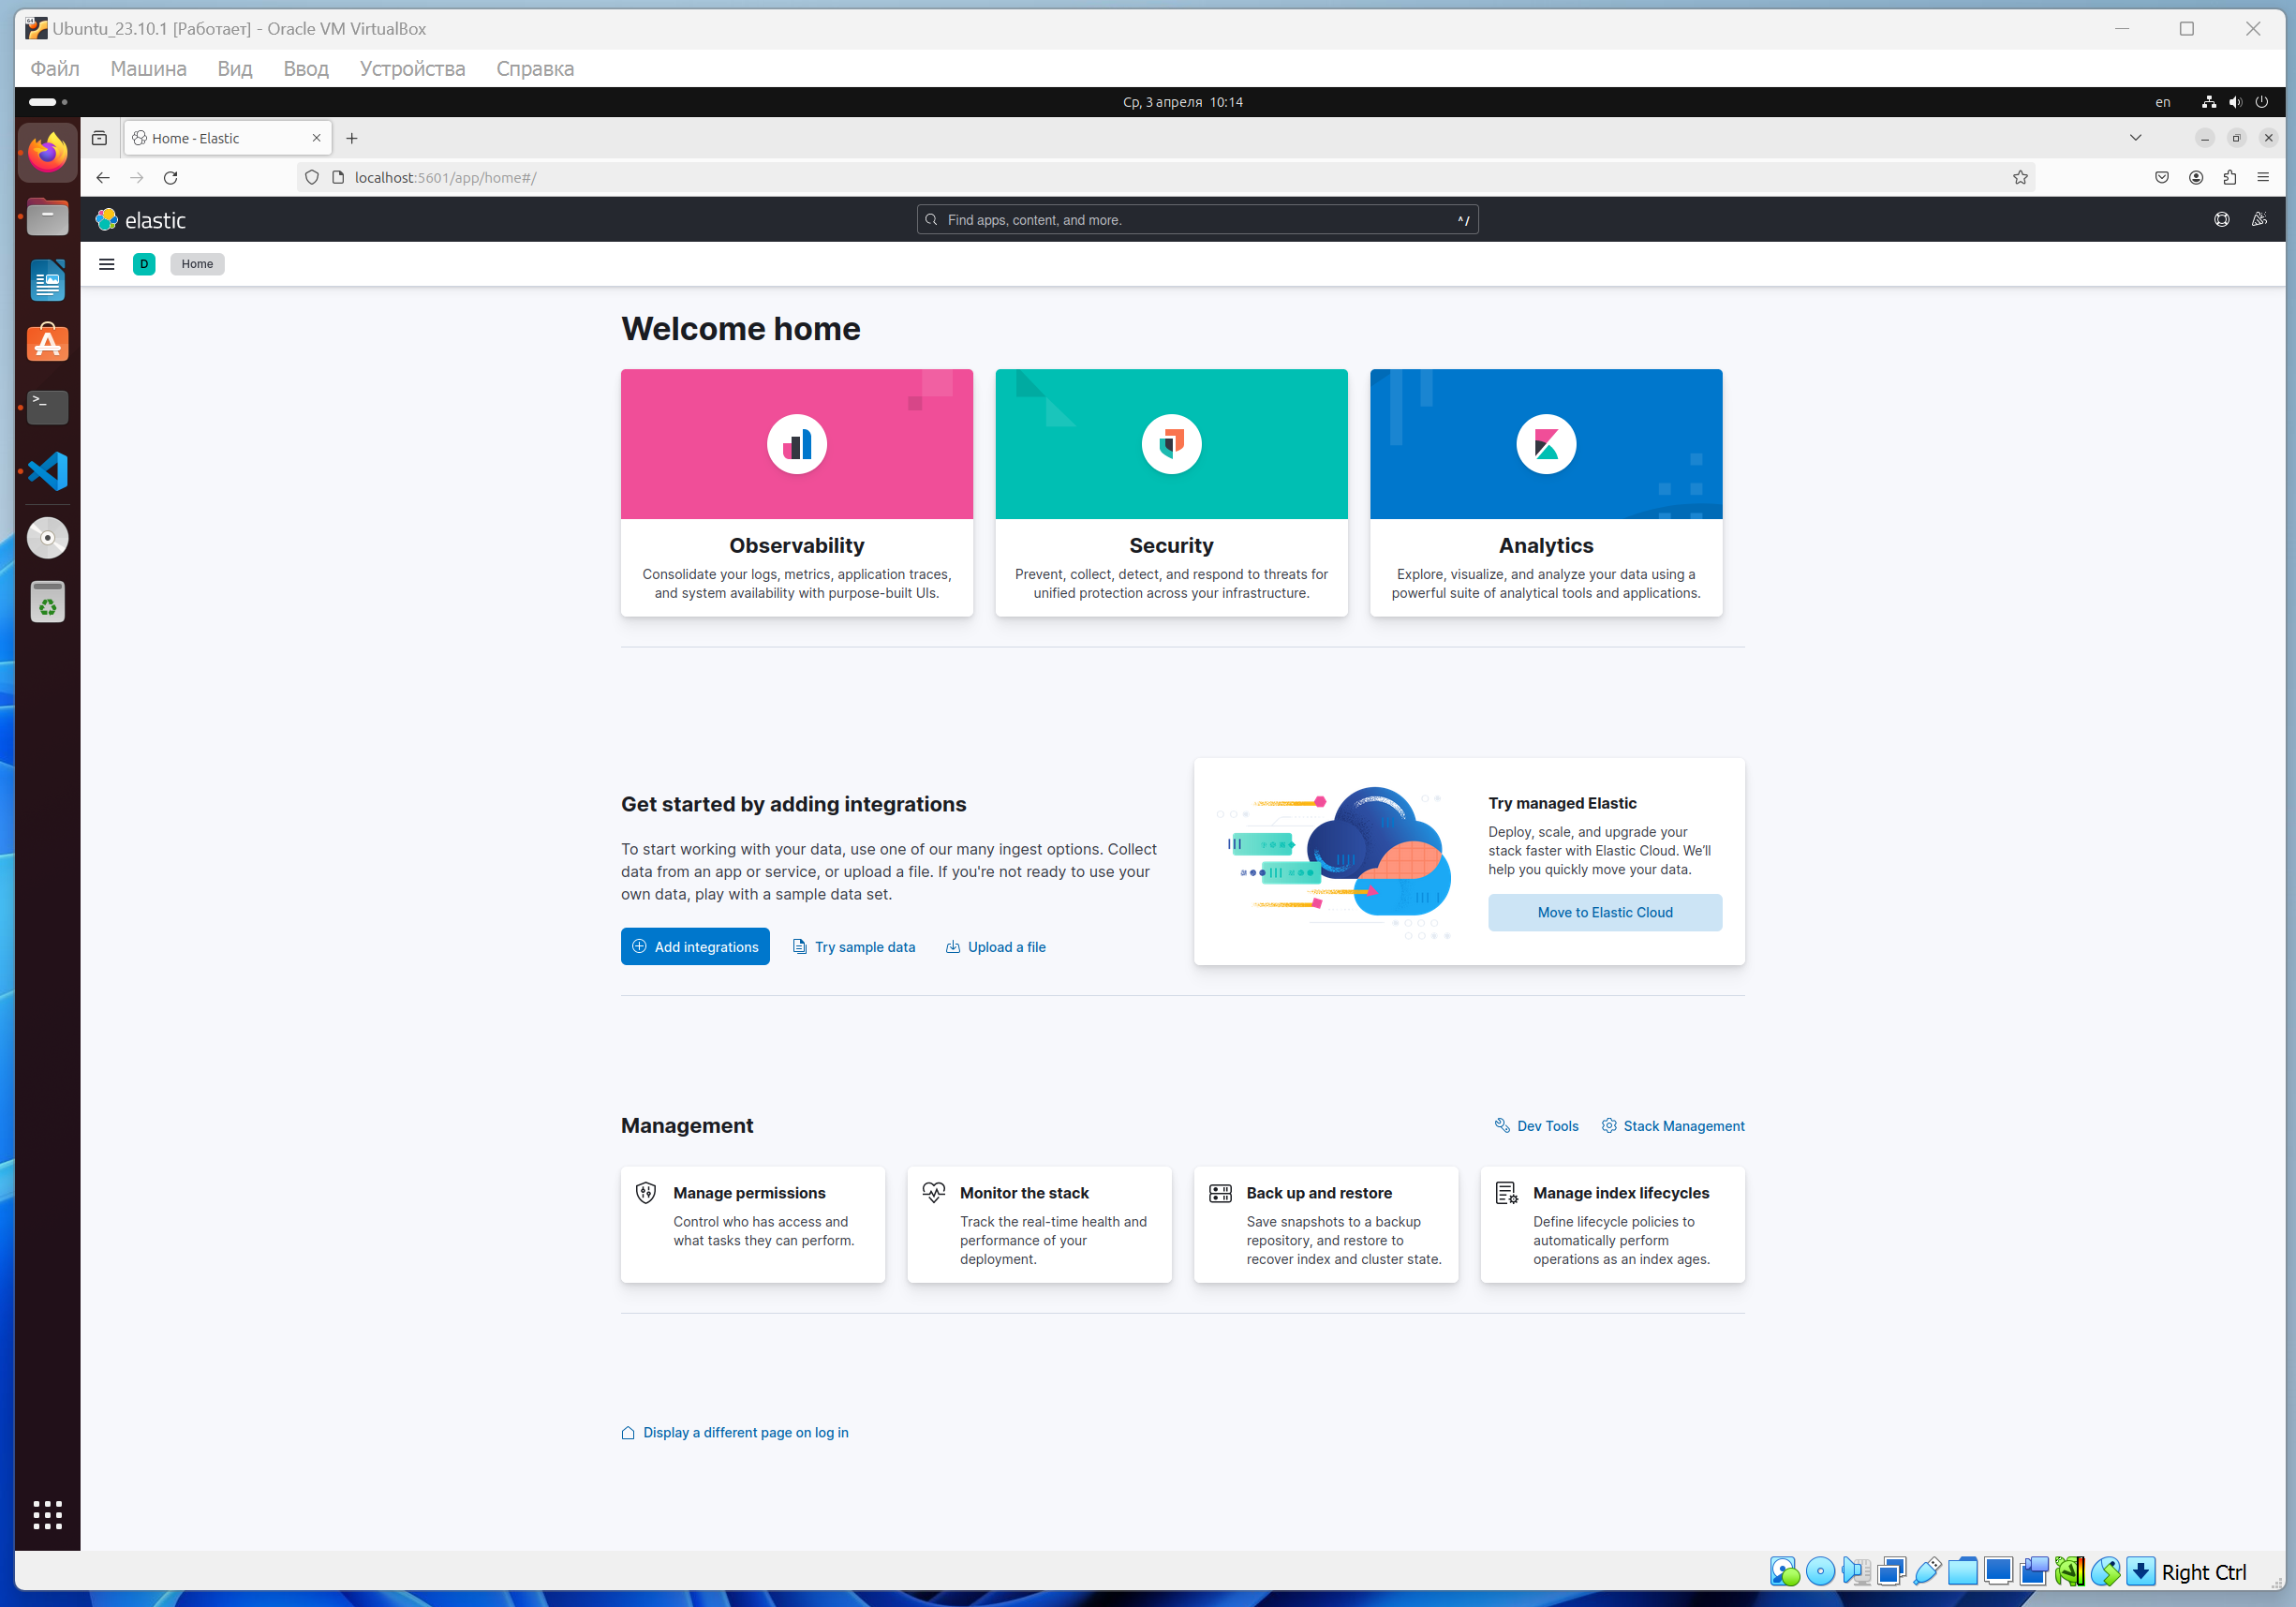 Ubuntu_23.10.1 [Работает] - Oracle VM VirtualBox
Файл Машина Вид Ввод Устройства Справка
Ср, 3 апреля 10:14
en
Home - Elastic
localhost:5601/app/home#/
elastic
Find apps, content, and more.
^/
D
Home
Welcome home
Observability
Consolidate your logs, metrics, application traces,
and system availability with purpose-built UIs.
Security
Prevent, collect, detect, and respond to threats for
unified protection across your infrastructure.
Analytics
Explore, visualize, and analyze your data using a
powerful suite of analytical tools and applications.
Get started by adding integrations
To start working with your data, use one of our many ingest options. Collect
data from an app or service, or upload a file. If you're not ready to use your
own data, play with a sample data set.
Add integrations
Try sample data
Upload a file
Try managed Elastic
Deploy, scale, and upgrade your
stack faster with Elastic Cloud. We’ll
help you quickly move your data.
Move to Elastic Cloud
Management
Dev Tools
Stack Management
Manage permissions
Control who has access and
what tasks they can perform.
Monitor the stack
Track the real-time health and
performance of your
deployment.
Back up and restore
Save snapshots to a backup
repository, and restore to
recover index and cluster state.
Manage index lifecycles
Define lifecycle policies to
automatically perform
operations as an index ages.
Display a different page on log in
Right Ctrl